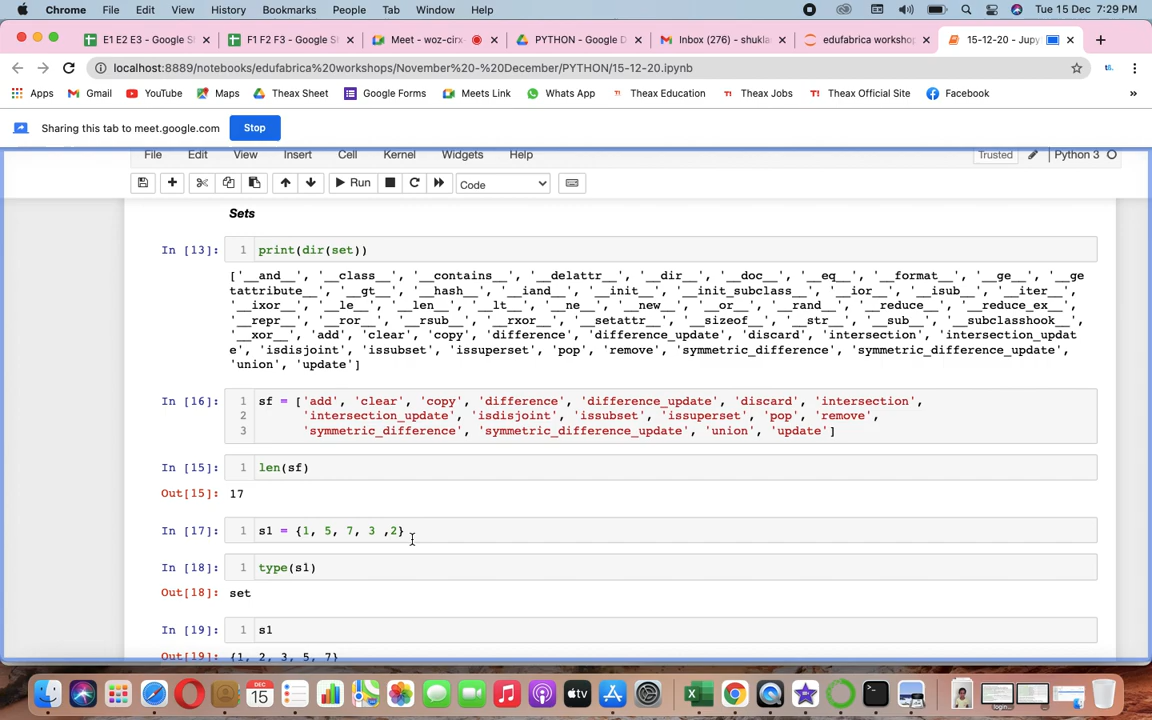 Chrome File Edit View History Bookmarks People Tab Window Help Tue 15 Dec 7:29 PM
E1 E2 E3 - Google S F1 F2 F3 - Google S Meet - woz-cirx- PYTHON - Google D Inbox (276) - shukla edufabrica worksho 15-12-20 - Jupy
localhost:8889/notebooks/edufabrica%20workshops/November%20-%20December/PYTHON/15-12-20.ipynb
Apps Gmail YouTube Maps Theax Sheet Google Forms Meets Link Whats App Theax Education Theax Jobs Theax Official Site Facebook »
Sharing this tab to meet.google.com Stop
File Edit View Insert Cell Kernel Widgets Help Trusted Python 3
Run Code
Sets
In [13]: 1 print(dir(set))
['__and__', '__class__', '__contains__', '__delattr__', '__dir__', '__doc__', '__eq__', '__format__', '__ge__', '__ge
tattribute__', '__gt__', '__hash__', '__iand__', '__init__', '__init_subclass__', '__ior__', '__isub__', '__iter__',
'__ixor__', '__le__', '__len__', '__lt__', '__ne__', '__new__', '__or__', '__rand__', '__reduce__', '__reduce_ex__',
'__repr__', '__ror__', '__rsub__', '__rxor__', '__setattr__', '__sizeof__', '__str__', '__sub__', '__subclasshook__',
'__xor__', 'add', 'clear', 'copy', 'difference', 'difference_update', 'discard', 'intersection', 'intersection_updat
e', 'isdisjoint', 'issubset', 'issuperset', 'pop', 'remove', 'symmetric_difference', 'symmetric_difference_update',
'union', 'update']
In [16]: 1 sf = ['add', 'clear', 'copy', 'difference', 'difference_update', 'discard', 'intersection',
2 'intersection_update', 'isdisjoint', 'issubset', 'issuperset', 'pop', 'remove',
3 'symmetric_difference', 'symmetric_difference_update', 'union', 'update']
In [15]: 1 len(sf)
Out[15]: 17
In [17]: 1 s1 = {1, 5, 7, 3 ,2}
In [18]: 1 type(s1)
Out[18]: set
In [19]: 1 s1
Out[19]: {1, 2, 3, 5, 7}
DEC
15
tv